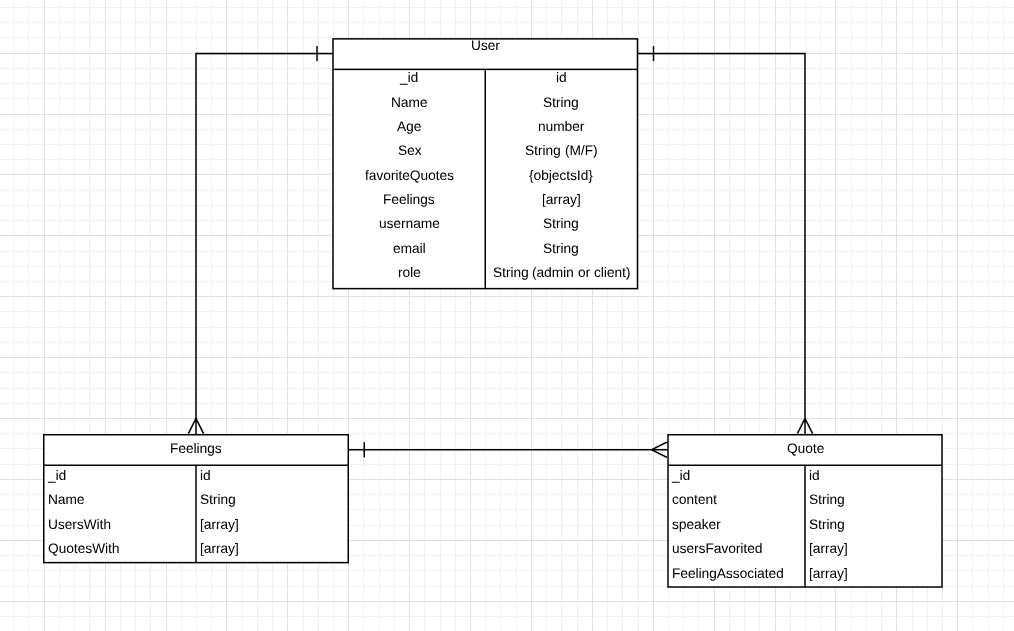 User
_id id
Name String
Age number
Sex String (M/F)
favoriteQuotes {objectsId}
Feelings [array]
username String
email String
role String (admin or client)
Feelings
_id id
Name String
UsersWith [array]
QuotesWith [array]
Quote
_id id
content String
speaker String
usersFavorited [array]
FeelingAssociated [array]